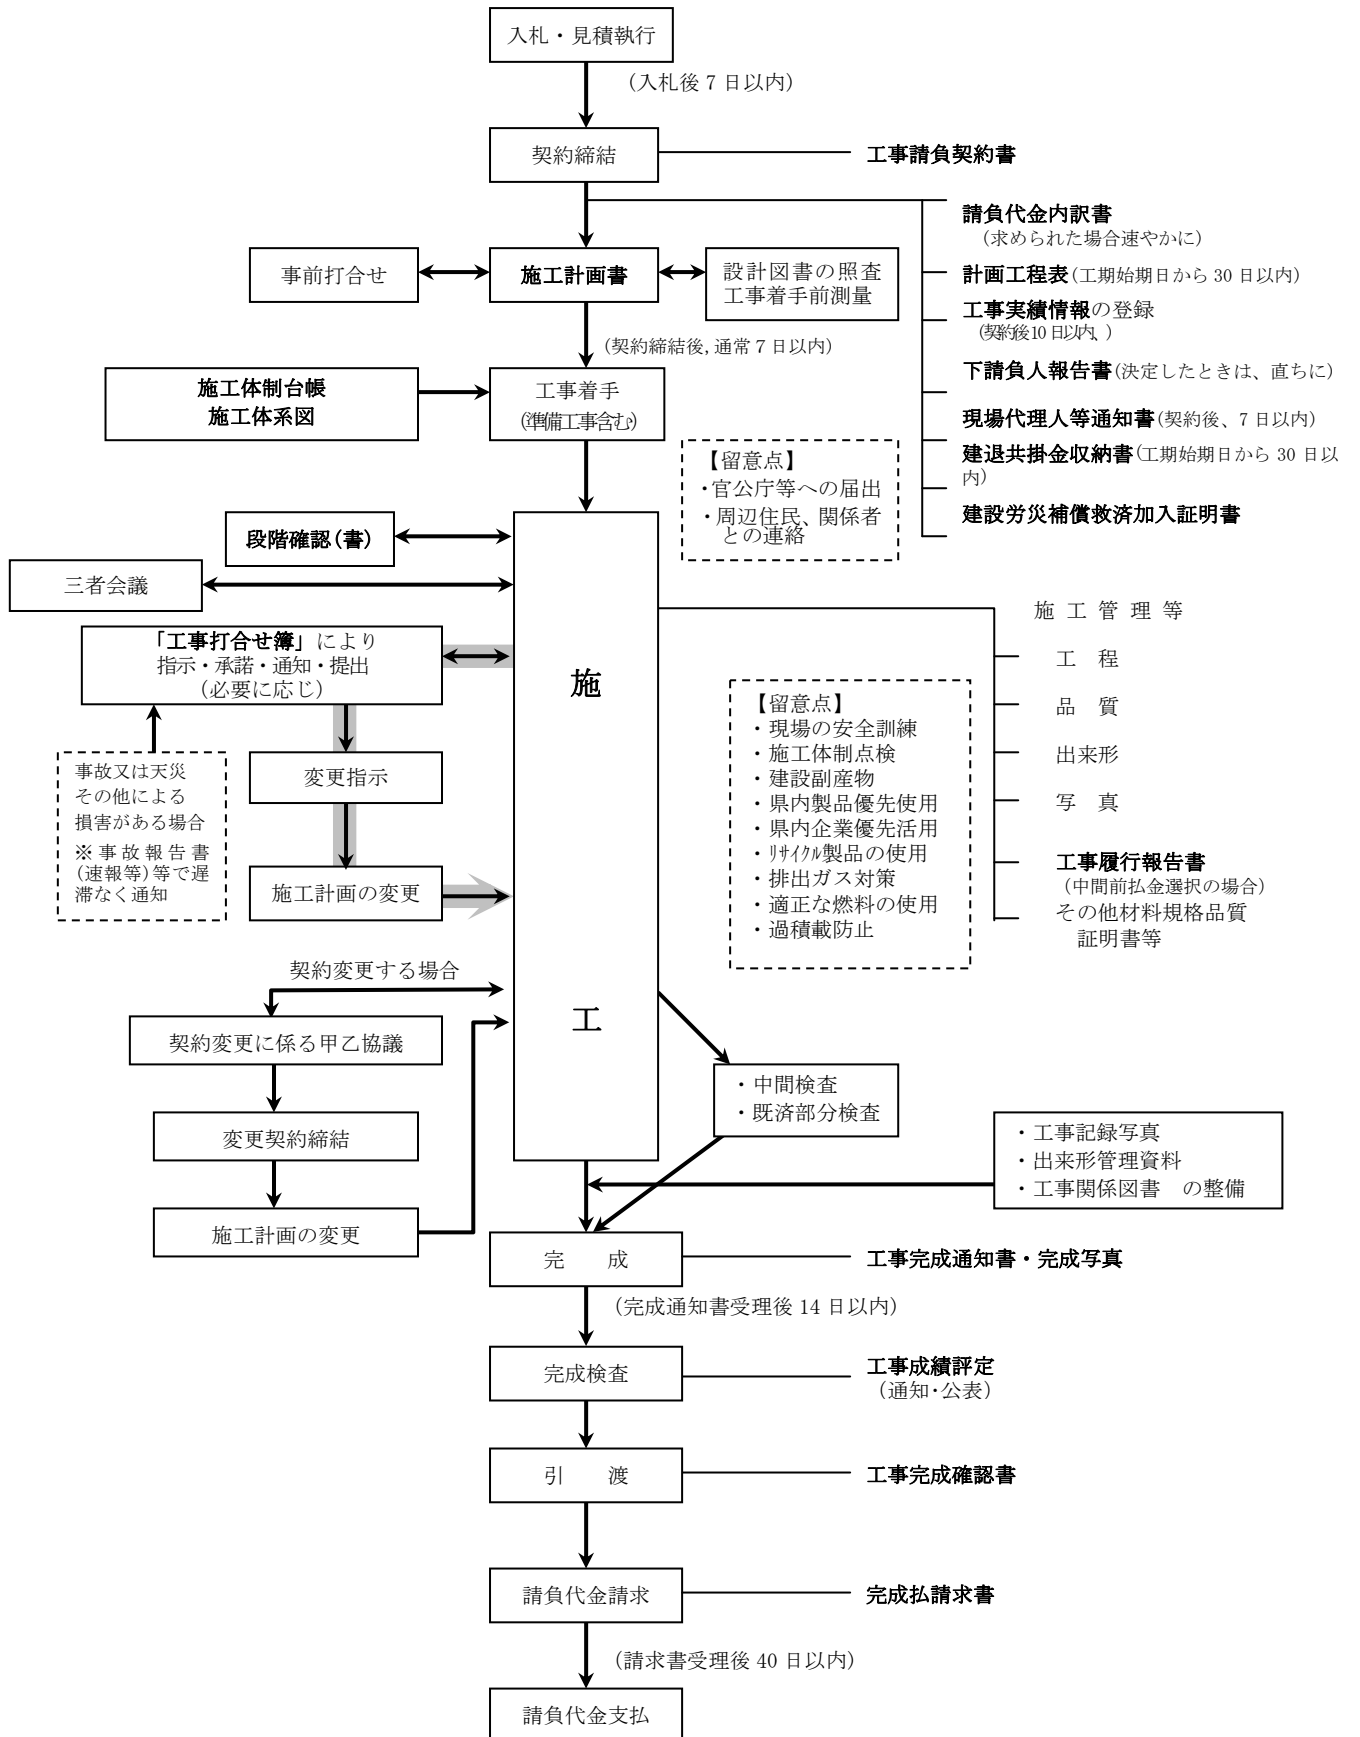 入札・見積執行
(入札後 7 日以内)
契約締結
工事請負契約書
請負代金内訳書
(求められた場合速やかに)
事前打合せ
施工計画書
設計図書の照査
工事着手前測量
計画工程表(工期始期日から 30 日以内)
工事実績情報の登録
(契約後10日以内、)
(契約締結後,通常 7 日以内)
下請負人報告書(決定したときは、直ちに)
施工体制台帳
施工体系図
工事着手
(準備工事含む)
現場代理人等通知書(契約後、7 日以内)
建退共掛金収納書(工期始期日から 30 日以
内)
建設労災補償救済加入証明書
【留意点】
・官公庁等への届出
・周辺住民、関係者
との連絡
段階確認(書)
三者会議
「工事打合せ簿」により
指示・承諾・通知・提出
(必要に応じ)
施
工
施 工 管 理 等
工 程
品 質
出来形
写 真
工事履行報告書
(中間前払金選択の場合)
その他材料規格品質
証明書等
【留意点】
・現場の安全訓練
・施工体制点検
・建設副産物
・県内製品優先使用
・県内企業優先活用
・ﾘｻｲｸﾙ製品の使用
・排出ガス対策
・適正な燃料の使用
・過積載防止
事故又は天災
その他による
損害がある場合
※事故報告書
(速報等)等で遅
滞なく通知
変更指示
施工計画の変更
契約変更する場合
契約変更に係る甲乙協議
変更契約締結
施工計画の変更
・中間検査
・既済部分検査
・工事記録写真
・出来形管理資料
・工事関係図書 の整備
完 成
工事完成通知書・完成写真
(完成通知書受理後 14 日以内)
完成検査
工事成績評定
(通知・公表)
引 渡
工事完成確認書
請負代金請求
完成払請求書
(請求書受理後 40 日以内)
請負代金支払